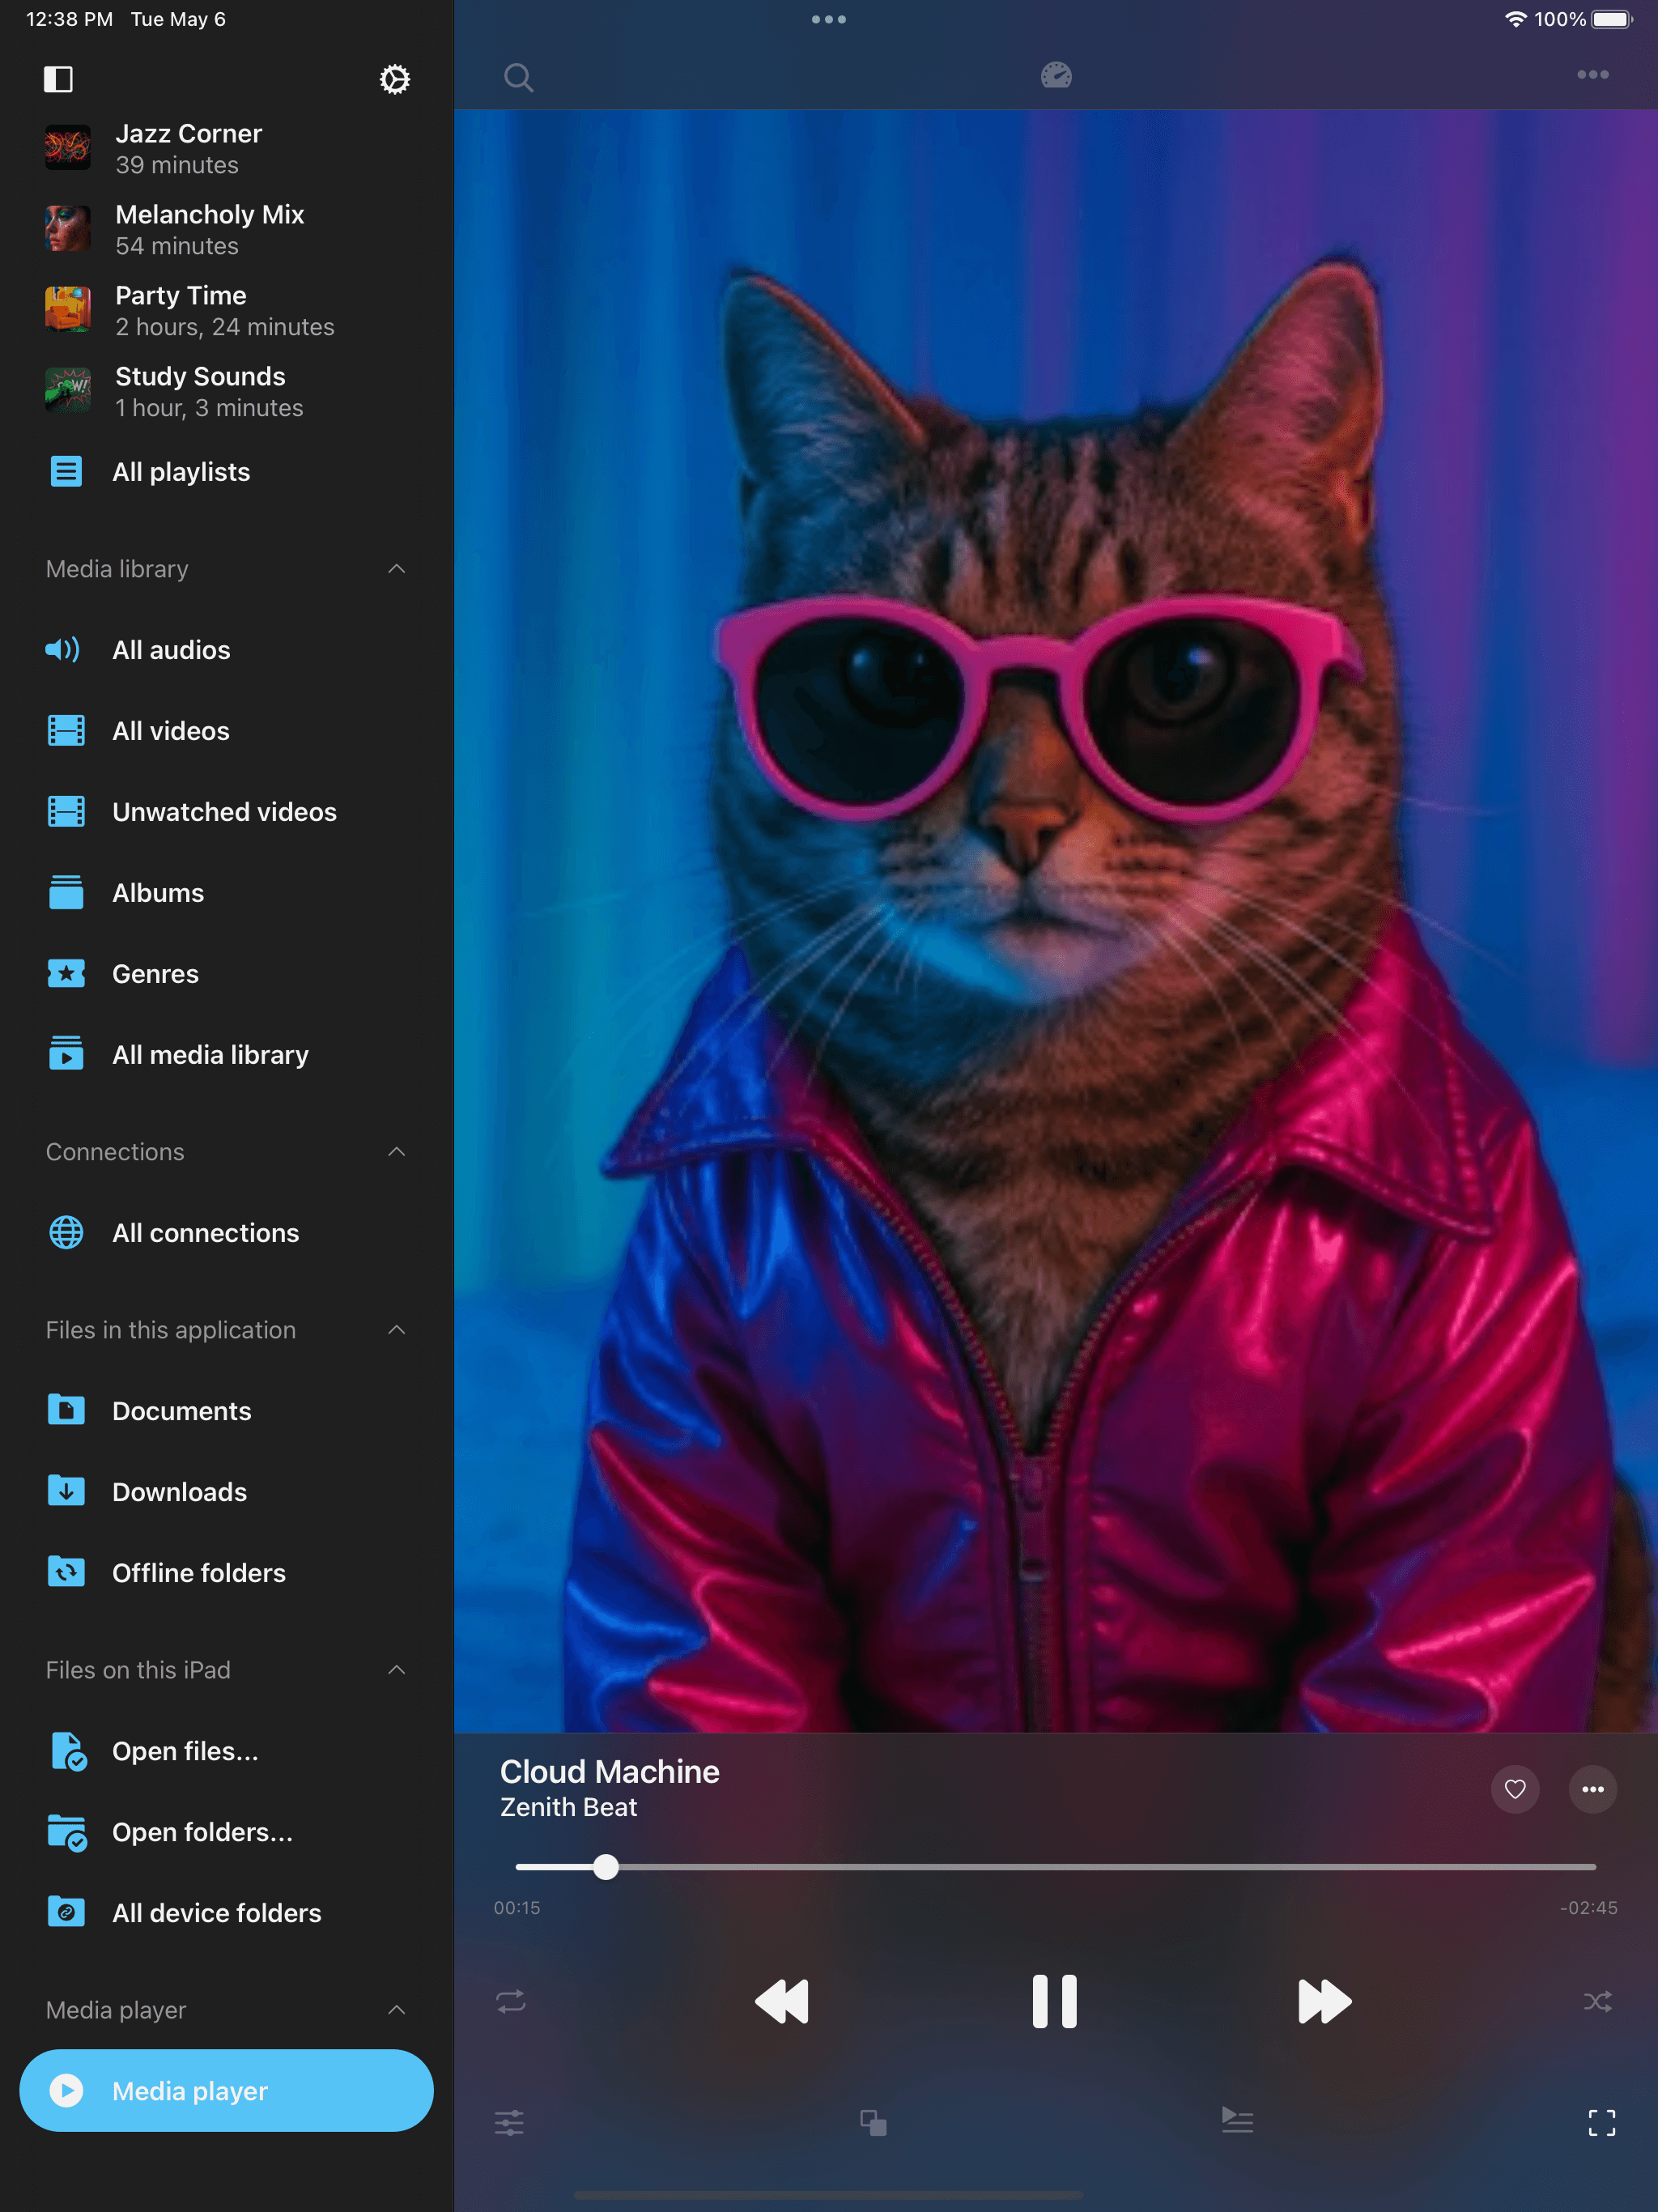 12:38 PM Tue May 6
100%
Jazz Corner
39 minutes
Melancholy Mix
54 minutes
Party Time
2 hours, 24 minutes
Study Sounds
1 hour, 3 minutes
All playlists
Media library
All audios
All videos
Unwatched videos
Albums
Genres
All media library
Connections
All connections
Files in this application
Documents
Downloads
Offline folders
Files on this iPad
Open files...
Open folders...
All device folders
Media player
Media player
Cloud Machine
Zenith Beat
00:15
-02:45